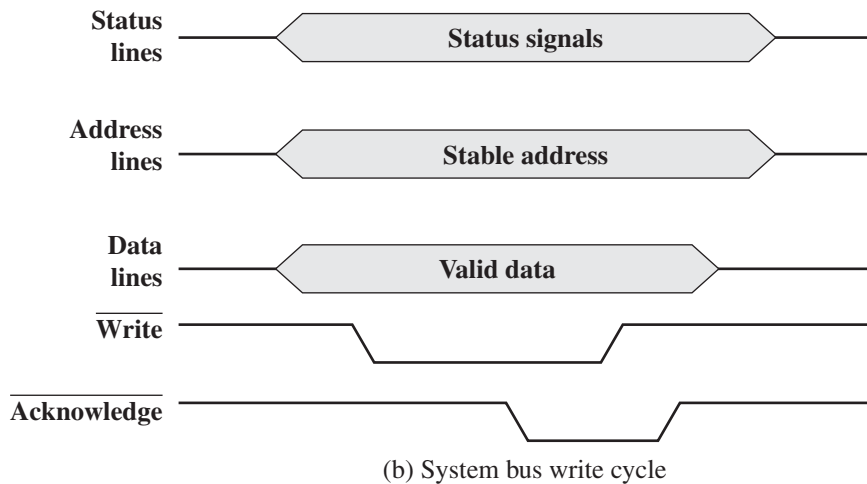 Status
lines
Status signals
Address
lines
Stable address
Data
lines
Valid data
Write
Acknowledge
(b) System bus write cycle